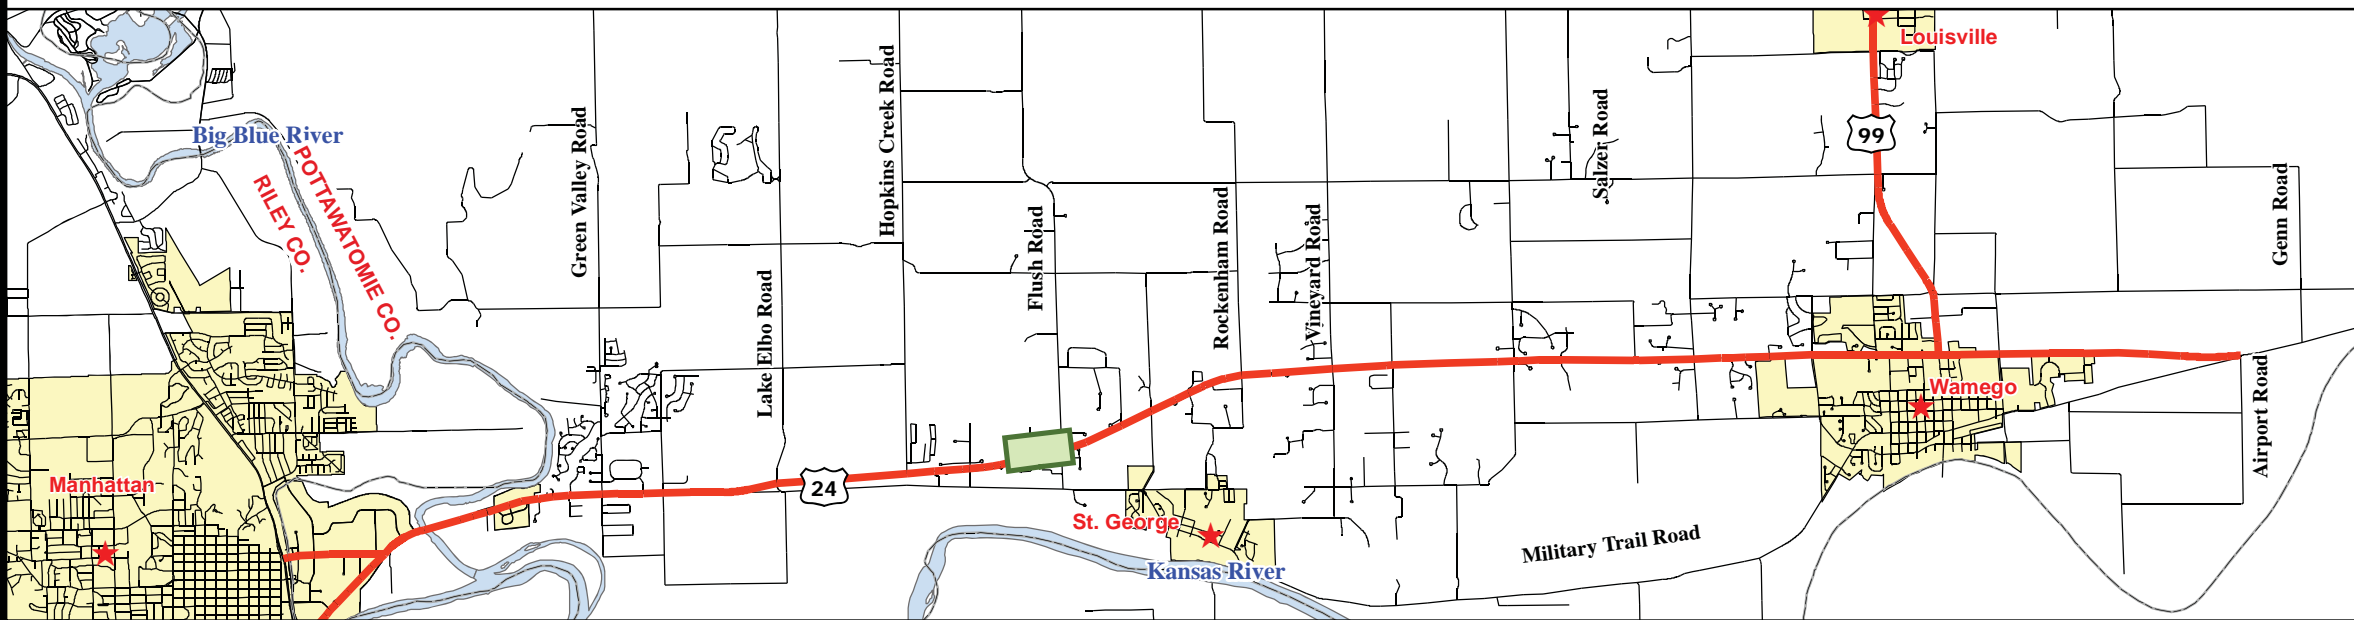 Louisville
99
Big Blue River
POTTAWATOMIE CO.
RILEY CO.
Green Valley Road
Hopkins Creek Road
Salzer Road
Lake Elbo Road
Flush Road
Rockenham Road
Vineyard Road
Genn Road
Wamego
Airport Road
Manhattan
24
St. George
Military Trail Road
Kansas River